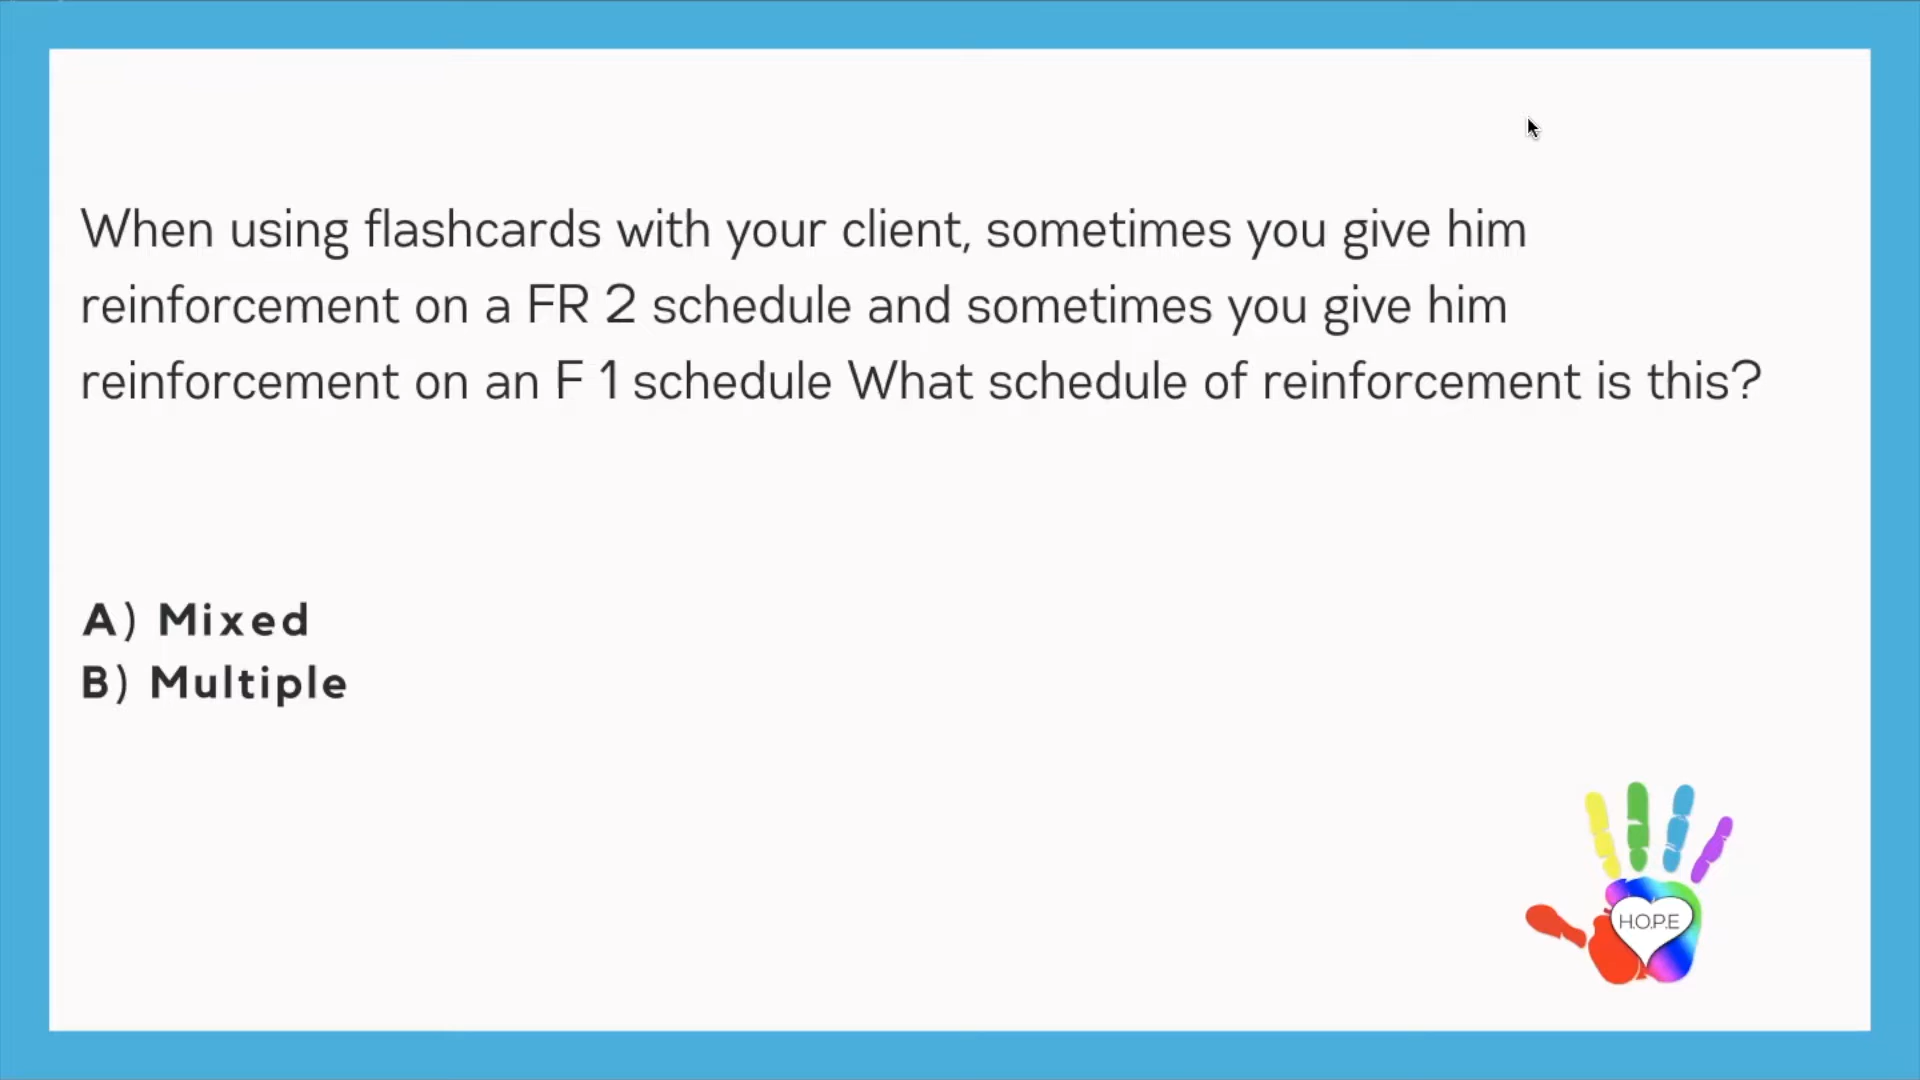 When using flashcards with your client, sometimes you give him
reinforcement on a FR 2 schedule and sometimes you give him
reinforcement on an F 1 schedule What schedule of reinforcement is this?
A) Mixed
B) Multiple
H.O.P.E